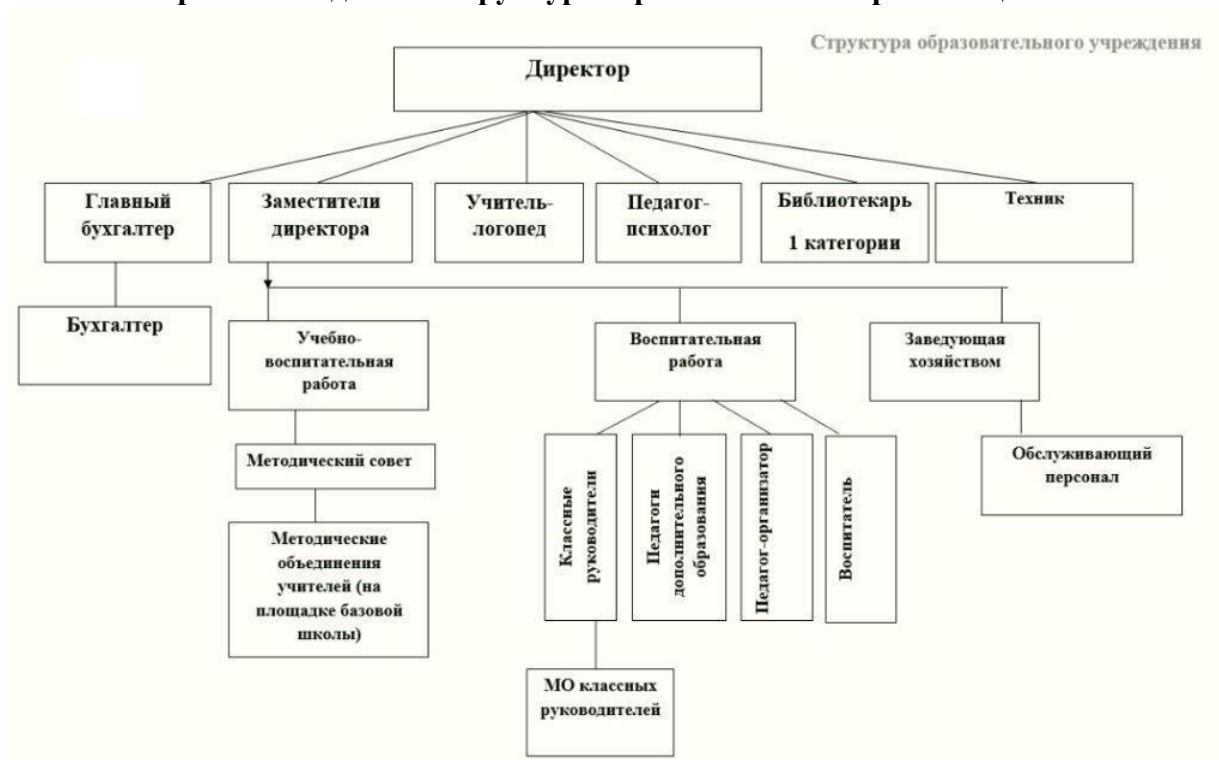 Структура образовательного учреждения
Директор
Главный
бухгалтер
Заместители
директора
Учитель-
логопед
Педагог-
психолог
Библиотекарь
1 категории
Техник
Бухгалтер
Учебно-
воспитательная
работа
Воспитательная
работа
Заведующая
хозяйством
Методический совет
Методические
объединения
учителей (на
площадке базовой
школы)
Классные
руководители
Педагоги
дополнительного
образования
Педагог-организатор
Воспитатель
Обслуживающий
персонал
МО классных
руководителей